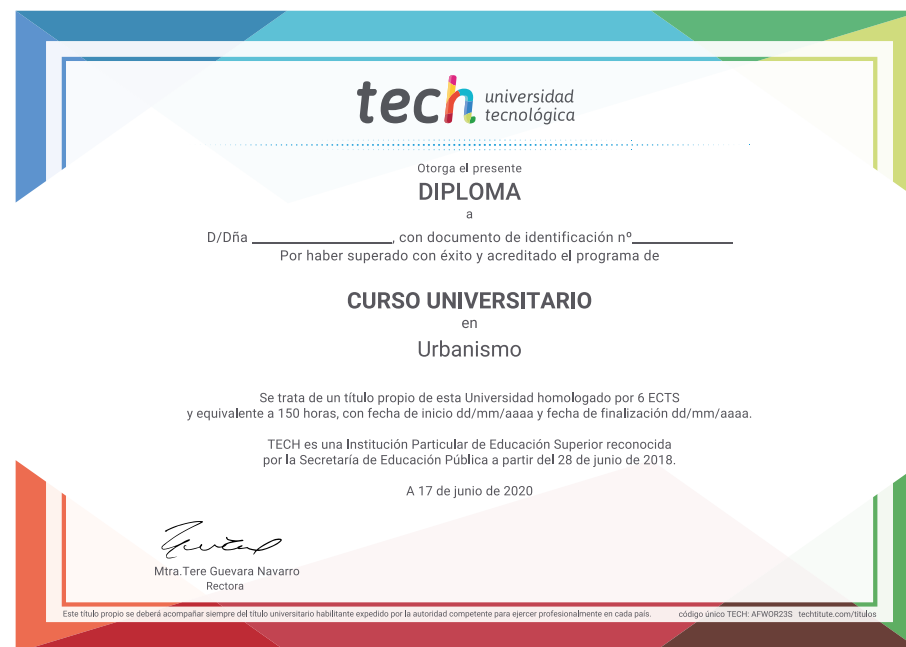 tech universidad
tecnológica
Otorga el presente
DIPLOMA
a
D/Dña ____________________, con documento de identificación nº______________
Por haber superado con éxito y acreditado el programa de
CURSO UNIVERSITARIO
en
Urbanismo
Se trata de un título propio de esta Universidad homologado por 6 ECTS
y equivalente a 150 horas, con fecha de inicio dd/mm/aaaa y fecha de finalización dd/mm/aaaa.
TECH es una Institución Particular de Educación Superior reconocida
por la Secretaría de Educación Pública a partir del 28 de junio de 2018.
A 17 de junio de 2020
Mtra.Tere Guevara Navarro
Rectora
Este título propio se deberá acompañar siempre del título universitario habilitante expedido por la autoridad competente para ejercer profesionalmente en cada país. código único TECH: AFWOR23S techtitute.com/titulos